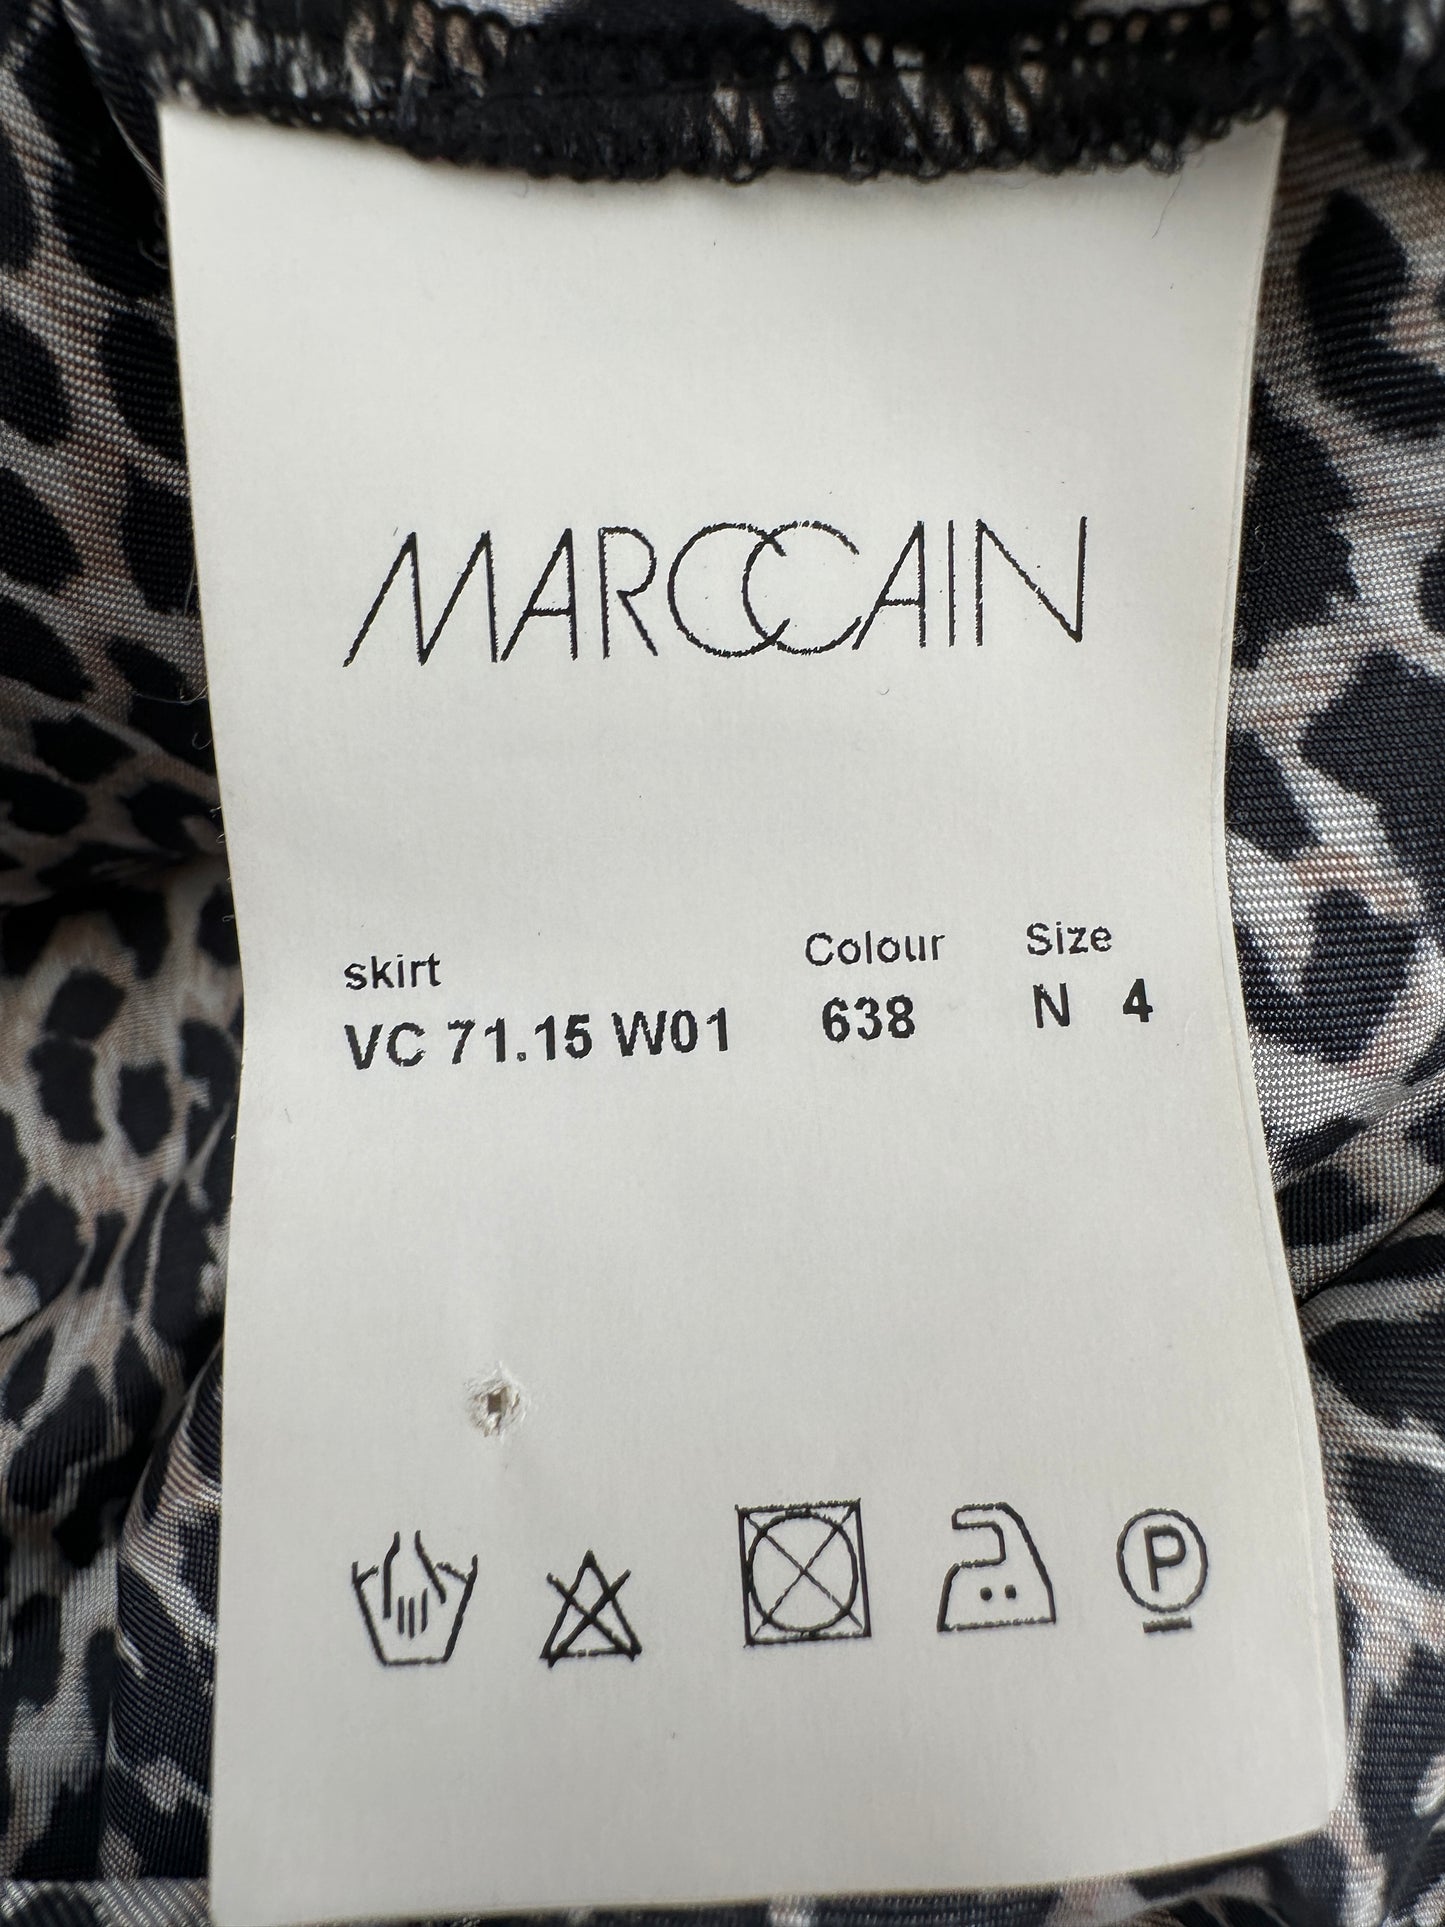 MARCCAIN
skirt Colour Size
VC 71.15 W01 638 N 4
P